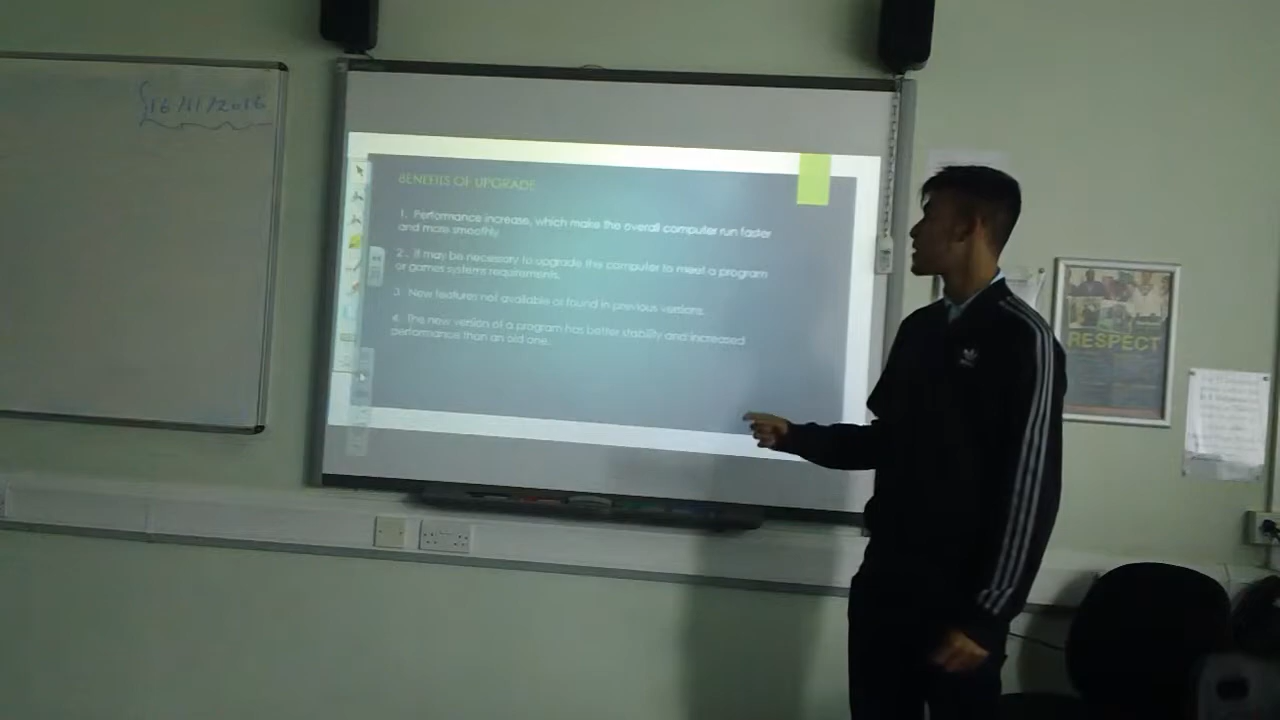 16/11/2016
BENEFITS OF UPGRADE
1. Performance increase, which make the overall computer run faster
and more smoothly.
2. It may be necessary to upgrade the computer to meet a program
or games systems requirements.
3. New features not available or found in previous versions.
4. The new version of a program has better stability and increased
performance than an old one.
RESPECT